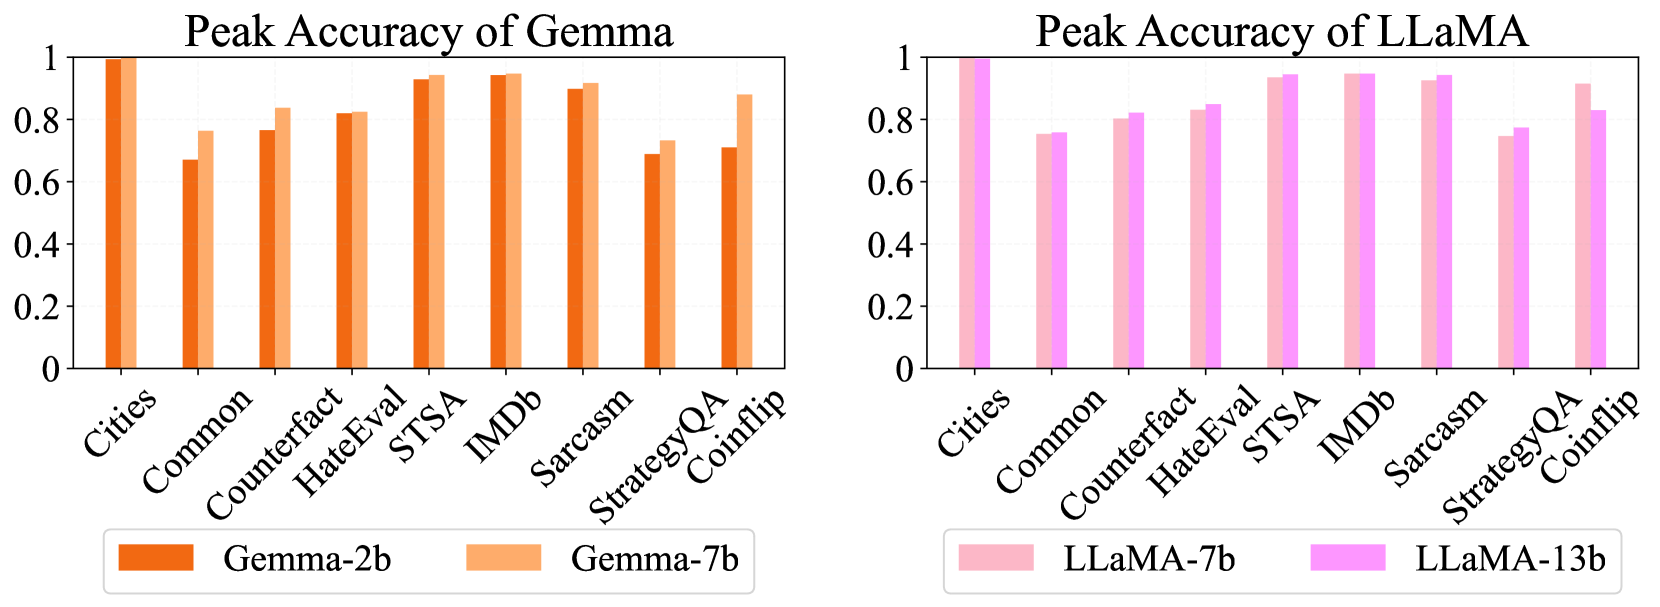 Peak Accuracy of Gemma
1
0.8
0.6
0.4
0.2
0
Cities
Common
Counterfact
HateEval
STSA
IMDb
Sarcasm
StrategyQA
Coinflip
Gemma-2b
Gemma-7b
Peak Accuracy of LLaMA
1
0.8
0.6
0.4
0.2
0
Cities
Common
Counterfact
HateEval
STSA
IMDb
Sarcasm
StrategyQA
Coinflip
LLaMA-7b
LLaMA-13b